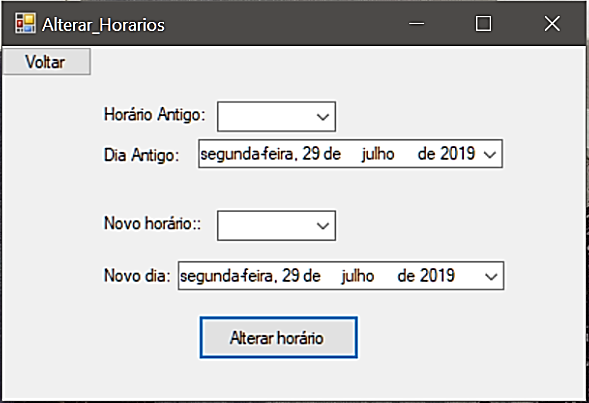 Alterar_Horarios
Voltar
Horário Antigo:
Dia Antigo: segunda-feira, 29 de julho de 2019
Novo horário::
Novo dia: segunda-feira, 29 de julho de 2019
Alterar horário